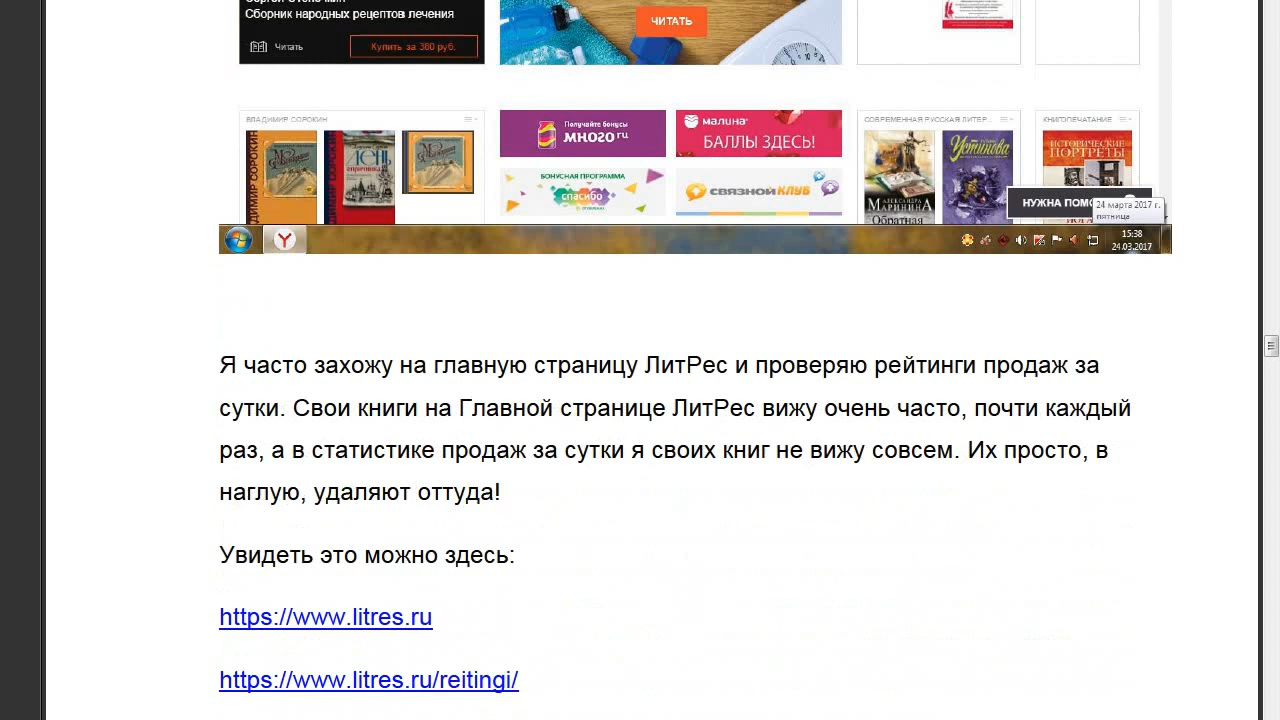 Сборник народных рецептов лечения
Читать
Купить за 360 руб.
ЧИТАТЬ
ВЛАДИМИР СОРОКИН
Получайте бонусы
много.ru
малина
БАЛЛЫ ЗДЕСЬ!
БОНУСНАЯ ПРОГРАММА
спасибо
СВЯЗНОЙ КЛУБ
СОВРЕМЕННАЯ РУССКАЯ ЛИТЕР...
Устинова
АЛЕКСАНДРА
МАРИНИНА
Обратная
КНИГОПЕЧАТАНИЕ
ИСТОРИЧЕСКИЕ
ПОРТРЕТЫ
НУЖНА ПОМО
24 марта 2017 г.
пятница
15:38
24.03.2017
Я часто захожу на главную страницу ЛитРес и проверяю рейтинги продаж за
сутки. Свои книги на Главной странице ЛитРес вижу очень часто, почти каждый
раз, а в статистике продаж за сутки я своих книг не вижу совсем. Их просто, в
наглую, удаляют оттуда!
Увидеть это можно здесь:
https://www.litres.ru
https://www.litres.ru/reitingi/